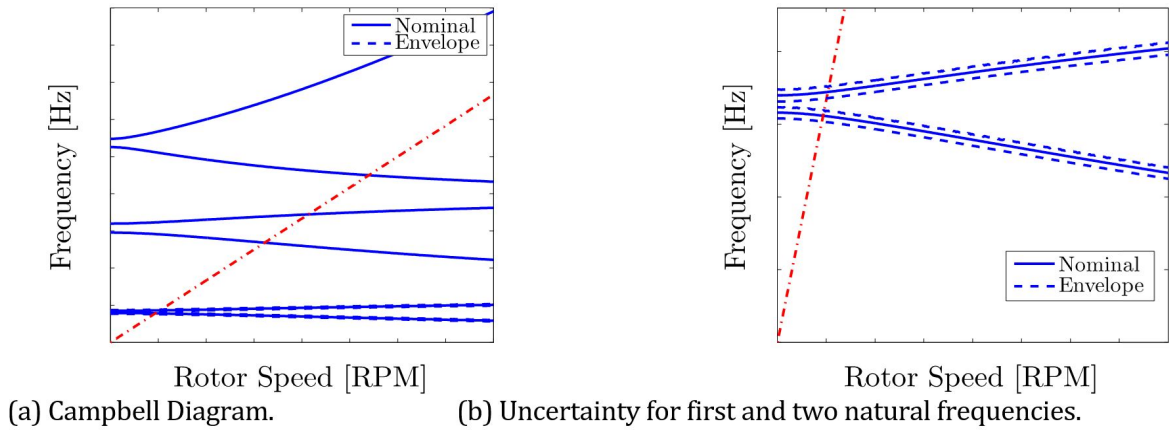 Nominal
Envelope
Frequency [Hz]
Rotor Speed [RPM]
(a) Campbell Diagram.
Nominal
Envelope
Frequency [Hz]
Rotor Speed [RPM]
(b) Uncertainty for first and two natural frequencies.